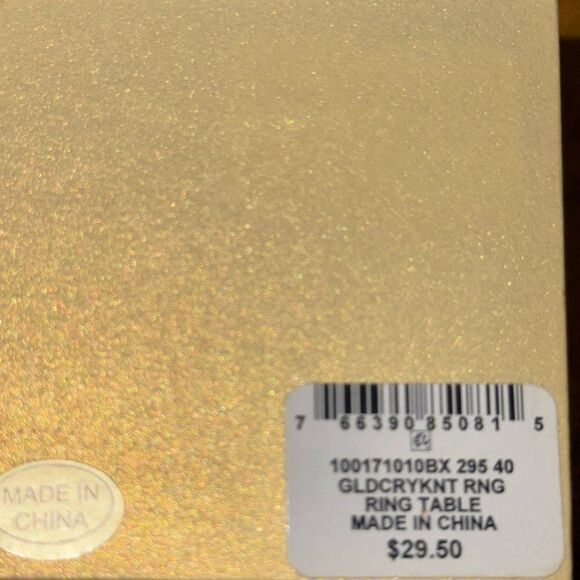 7 66390 85081 5
100171010BX 295 40
GLDCRYKNT RNG
RING TABLE
MADE IN CHINA
$29.50
MADE IN
CHINA